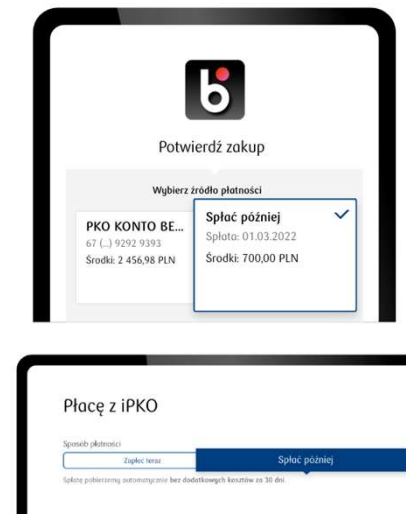 Potwierdź zakup
Wybierz źródło płatności
PKO KONTO BE...
67 (...) 9292 9393
Środki: 2 456,98 PLN
Spłać później
Spłata: 01.03.2022
Środki: 700,00 PLN
Płacę z iPKO
Sposób płatności
Zapłać teraz
Spłać później
Spłatę pobierzemy automatycznie bez dodatkowych kosztów za 30 dni